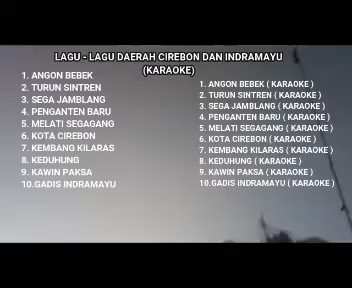 LAGU - LAGU DAERAH CIREBON DAN INDRAMAYU
(KARAOKE)
1. ANGON BEBEK
2. TURUN SINTREN
3. SEGA JAMBLANG
4. PENGANTEN BARU
5. MELATI SEGAGANG
6. KOTA CIREBON
7. KEMBANG KILARAS
8. KEDUHUNG
9. KAWIN PAKSA
10.GADIS INDRAMAYU
1. ANGON BEBEK ( KARAOKE )
2. TURUN SINTREN ( KARAOKE )
3. SEGA JAMBLANG ( KARAOKE )
4. PENGANTEN BARU ( KARAOKE )
5. MELATI SEGAGANG ( KARAOKE )
6. KOTA CIREBON ( KARAOKE )
7. KEMBANG KILARAS ( KARAOKE )
8. KEDUHUNG ( KARAOKE )
9. KAWIN PAKSA ( KARAOKE )
10.GADIS INDRAMAYU ( KARAOKE )